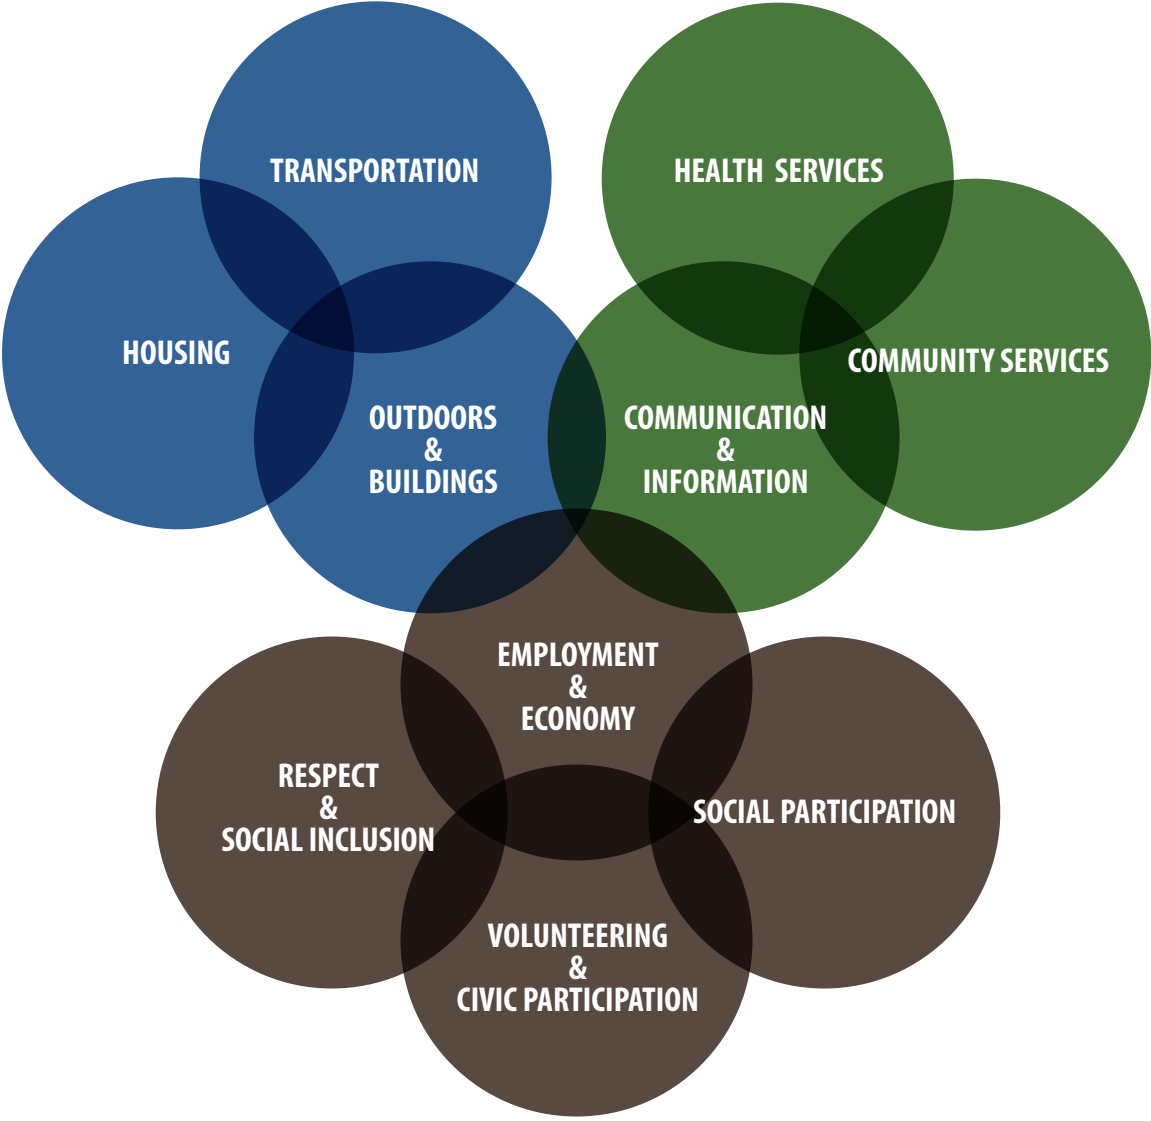 TRANSPORTATION
HEALTH SERVICES
HOUSING
COMMUNITY SERVICES
OUTDOORS
&
BUILDINGS
COMMUNICATION
&
INFORMATION
EMPLOYMENT
&
ECONOMY
RESPECT
&
SOCIAL INCLUSION
SOCIAL PARTICIPATION
VOLUNTEERING
&
CIVIC PARTICIPATION